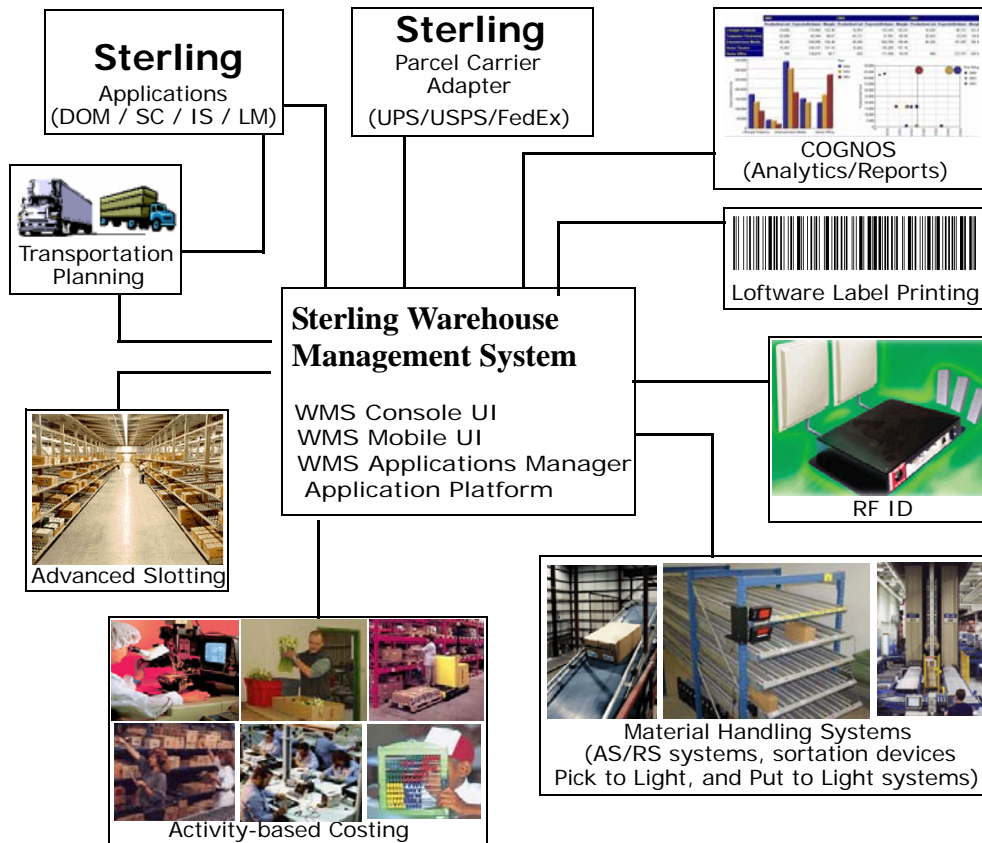 Sterling
Applications
(DOM / SC / IS / LM)
Sterling
Parcel Carrier
Adapter
(UPS/USPS/FedEx)
COGNOS
(Analytics/Reports)
Transportation
Planning
Loftware Label Printing
Sterling Warehouse
Management System
WMS Console UI
WMS Mobile UI
WMS Applications Manager
Application Platform
RF ID
Advanced Slotting
Material Handling Systems
(AS/RS systems, sortation devices
Pick to Light, and Put to Light systems)
Activity-based Costing